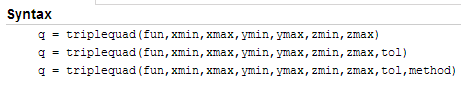 Syntax
q = triplequad(fun,xmin,xmax,ymin,ymax,zmin,zmax)
q = triplequad(fun,xmin,xmax,ymin,ymax,zmin,zmax,tol)
q = triplequad(fun,xmin,xmax,ymin,ymax,zmin,zmax,tol,method)